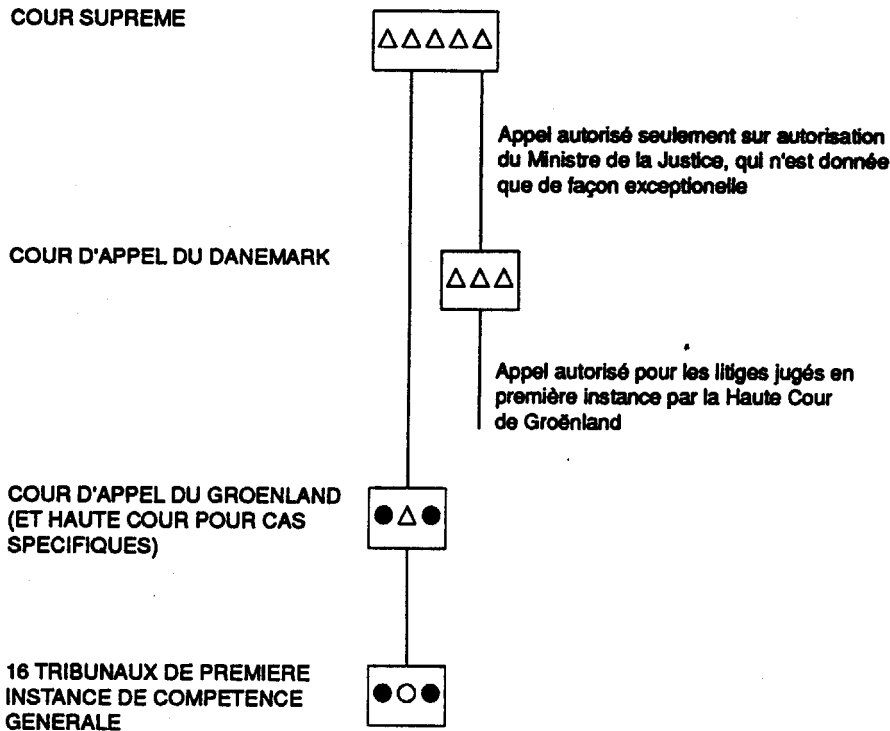 COUR SUPREME
Appel autorisé seulement sur autorisation
du Ministre de la Justice, qui n'est donnée
que de façon exceptionelle
COUR D'APPEL DU DANEMARK
Appel autorisé pour les litiges jugés en
première instance par la Haute Cour
de Groënland
COUR D'APPEL DU GROENLAND
(ET HAUTE COUR POUR CAS
SPECIFIQUES)
16 TRIBUNAUX DE PREMIERE
INSTANCE DE COMPETENCE
GENERALE